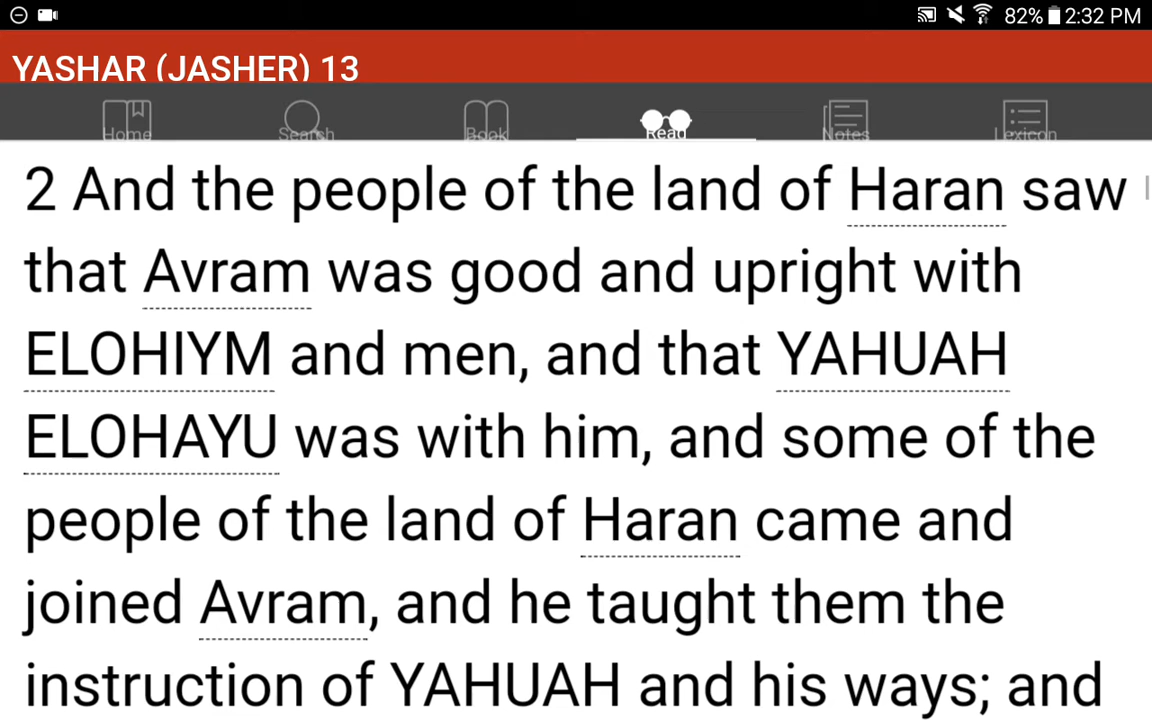 82% 2:32 PM
YASHAR (JASHER) 13
Home Search Book Read Notes Lexicon
2 And the people of the land of Haran saw
that Avram was good and upright with
ELOHIYM and men, and that YAHUAH
ELOHAYU was with him, and some of the
people of the land of Haran came and
joined Avram, and he taught them the
instruction of YAHUAH and his ways; and